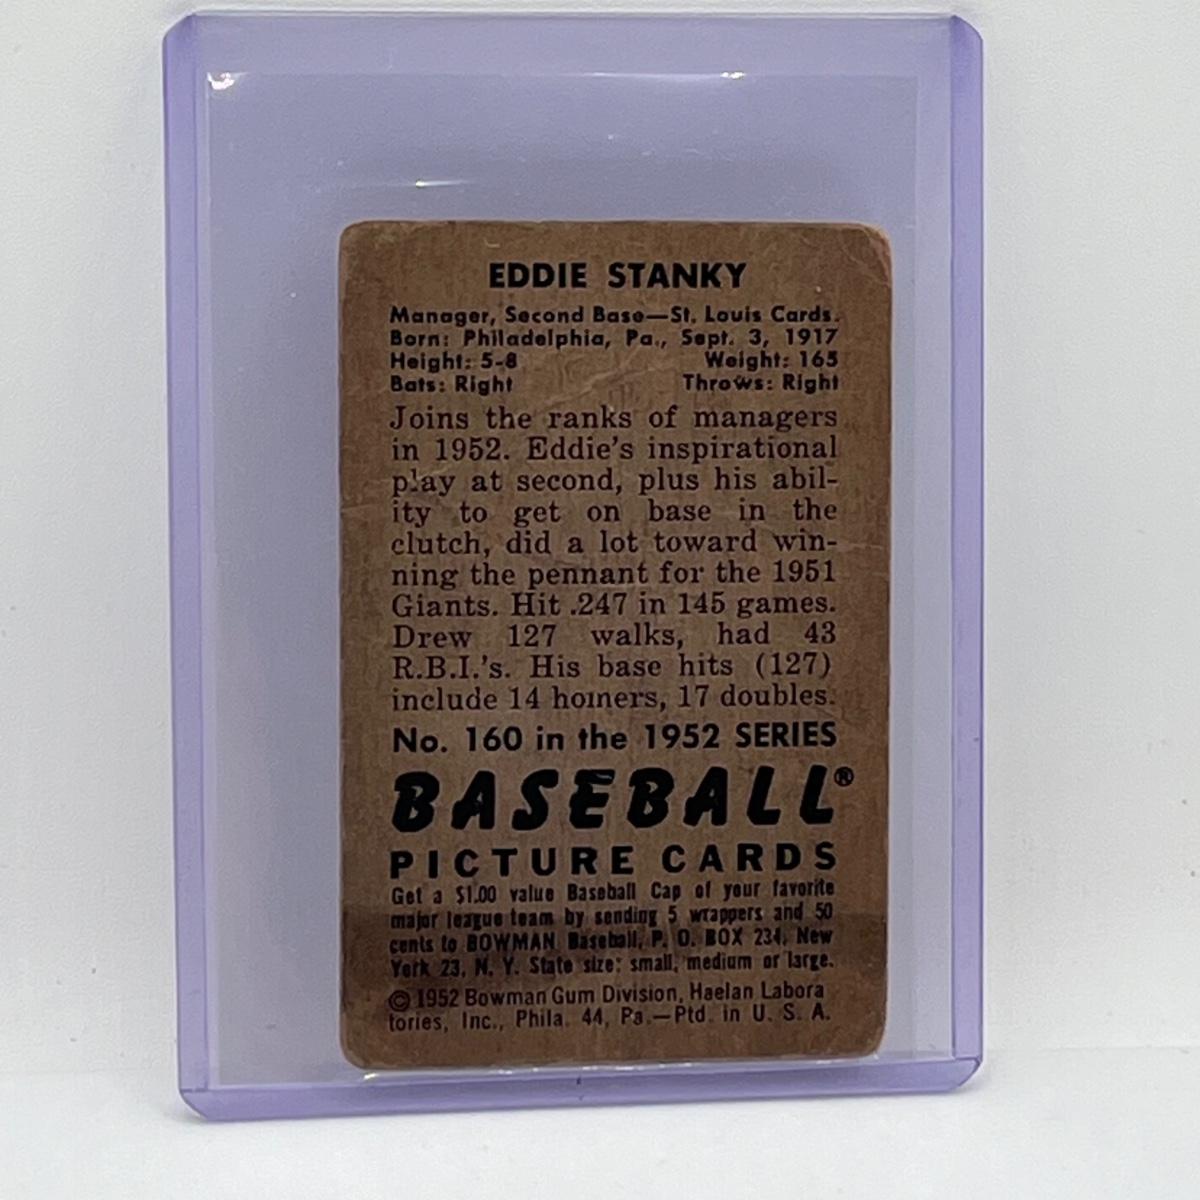 EDDIE STANKY
Manager, Second Base—St. Louis Cards.
Born: Philadelphia, Pa., Sept. 3, 1917
Height: 5-8 Weight: 165
Bats: Right Throws: Right
Joins the ranks of managers
in 1952. Eddie's inspirational
play at second, plus his abil-
ity to get on base in the
clutch, did a lot toward win-
ning the pennant for the 1951
Giants. Hit .247 in 145 games.
Drew 127 walks, had 43
R.B.I.'s. His base hits (127)
include 14 homers, 17 doubles.
No. 160 in the 1952 SERIES
BASEBALL®
PICTURE CARDS
Get a $1.00 value Baseball Cap of your favorite
major league team by sending 5 wrappers and 50
cents to BOWMAN Baseball, P. O. BOX 234, New
York 23, N. Y. State size: small, medium or large.
© 1952 Bowman Gum Division, Haelan Labora
tories, Inc., Phila. 44, Pa.—Ptd. in U. S. A.